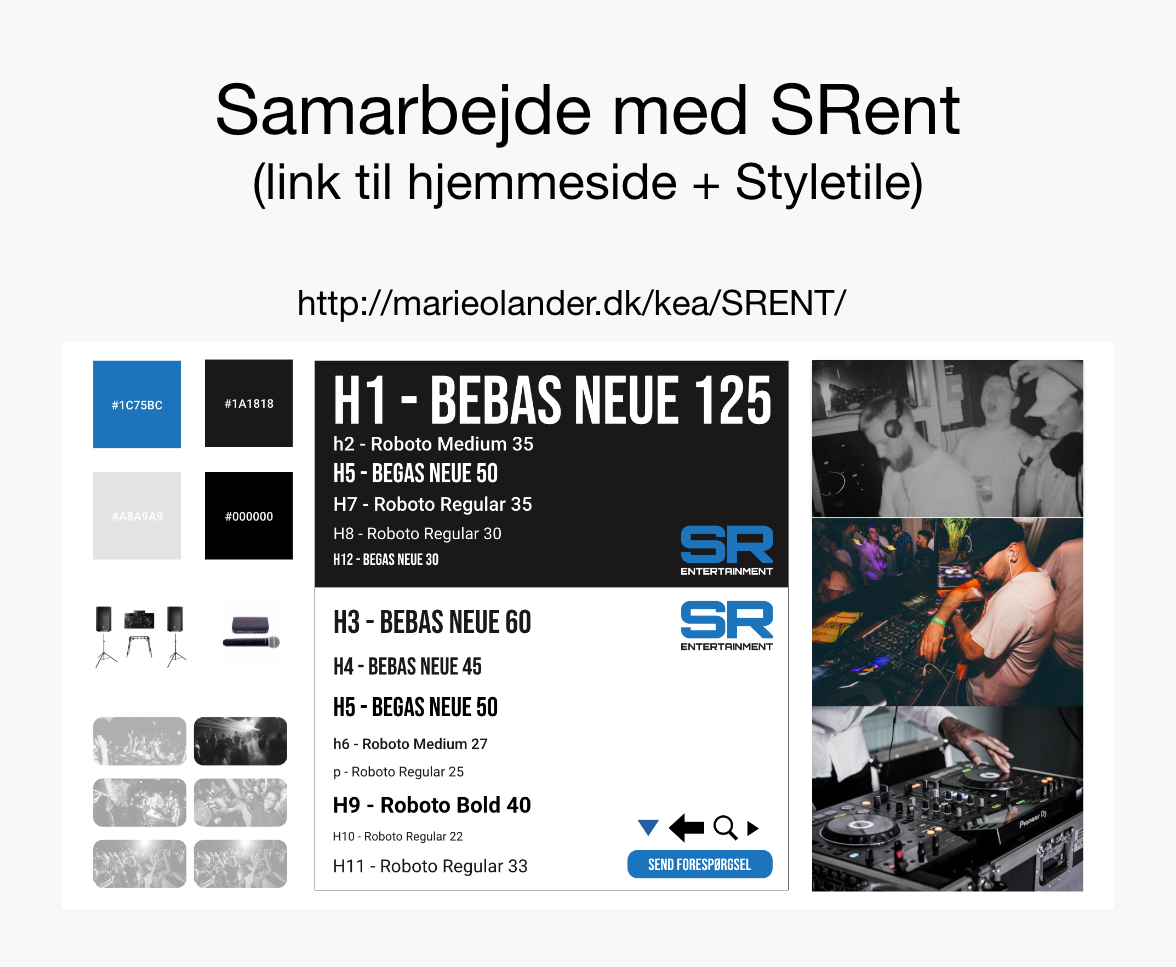 Samarbejde med SRent
(link til hjemmeside + Styletile)
http://marieolander.dk/kea/SRENT/
#1C75BC
#1A1818
#A8A9A9
#000000
H1 - BEBAS NEUE 125
h2 - Roboto Medium 35
H5 - BEGAS NEUE 50
H7 - Roboto Regular 35
H8 - Roboto Regular 30
H12 - BEGAS NEUE 30
SR
ENTERTAINMENT
H3 - BEBAS NEUE 60
H4 - BEBAS NEUE 45
H5 - BEGAS NEUE 50
h6 - Roboto Medium 27
p - Roboto Regular 25
H9 - Roboto Bold 40
H10 - Roboto Regular 22
H11 - Roboto Regular 33
SR
ENTERTAINMENT
SEND FORESPØRGSEL
Pioneer Dj